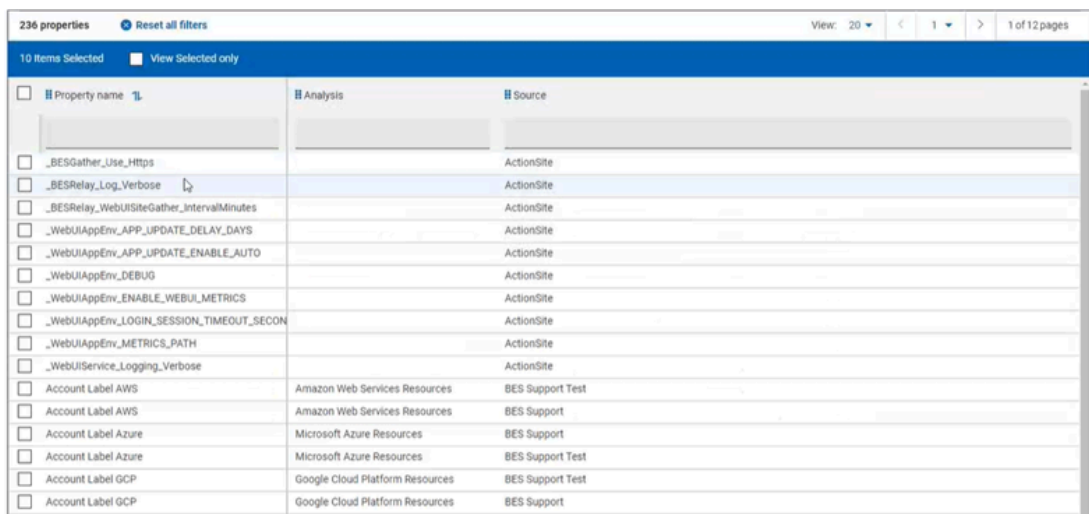 236 properties Reset all filters View: 20 1 1 of 12 pages
10 Items Selected View Selected only
Property name Analysis Source
_BESGather_Use_Https ActionSite
_BESRelay_Log_Verbose ActionSite
_BESRelay_WebUISiteGather_IntervalMinutes ActionSite
_WebUIAppEnv_APP_UPDATE_DELAY_DAYS ActionSite
_WebUIAppEnv_APP_UPDATE_ENABLE_AUTO ActionSite
_WebUIAppEnv_DEBUG ActionSite
_WebUIAppEnv_ENABLE_WEBUI_METRICS ActionSite
_WebUIAppEnv_LOGIN_SESSION_TIMEOUT_SECON ActionSite
_WebUIAppEnv_METRICS_PATH ActionSite
_WebUIService_Logging_Verbose ActionSite
Account Label AWS Amazon Web Services Resources BES Support Test
Account Label AWS Amazon Web Services Resources BES Support
Account Label Azure Microsoft Azure Resources BES Support
Account Label Azure Microsoft Azure Resources BES Support Test
Account Label GCP Google Cloud Platform Resources BES Support Test
Account Label GCP Google Cloud Platform Resources BES Support